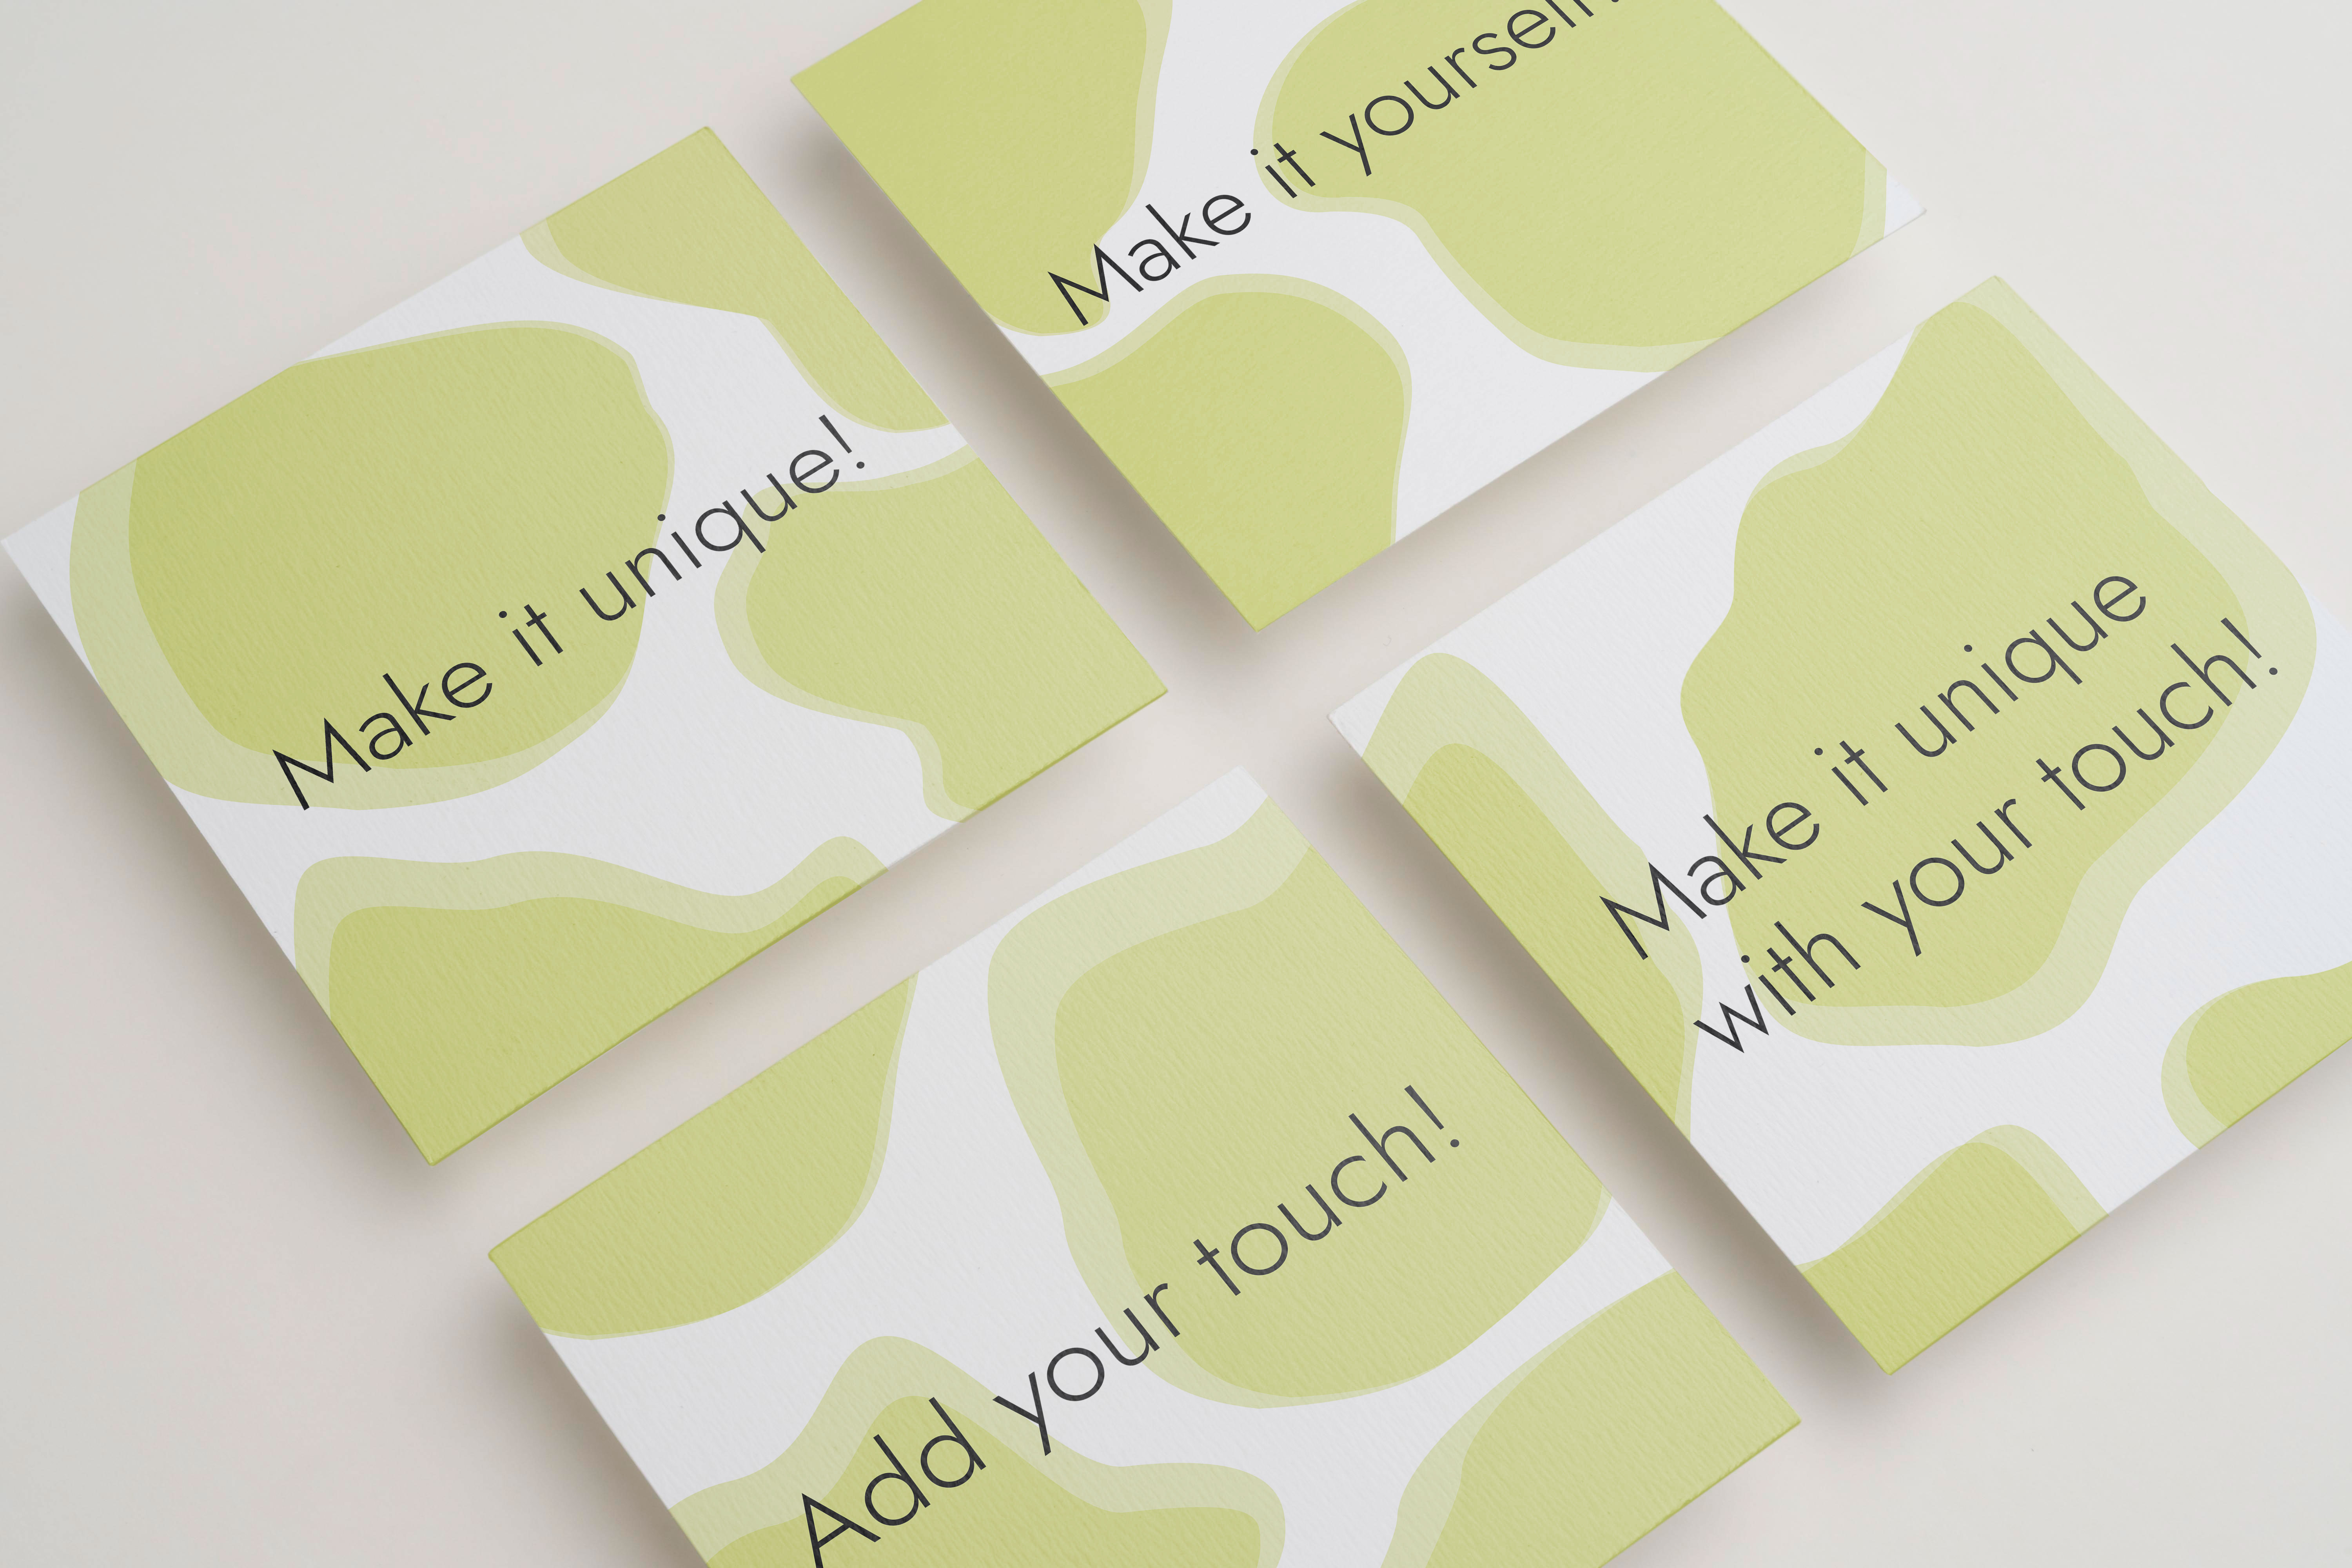 Make it unique!
Make it yourself!
Make it unique
with your touch!
Add your touch!